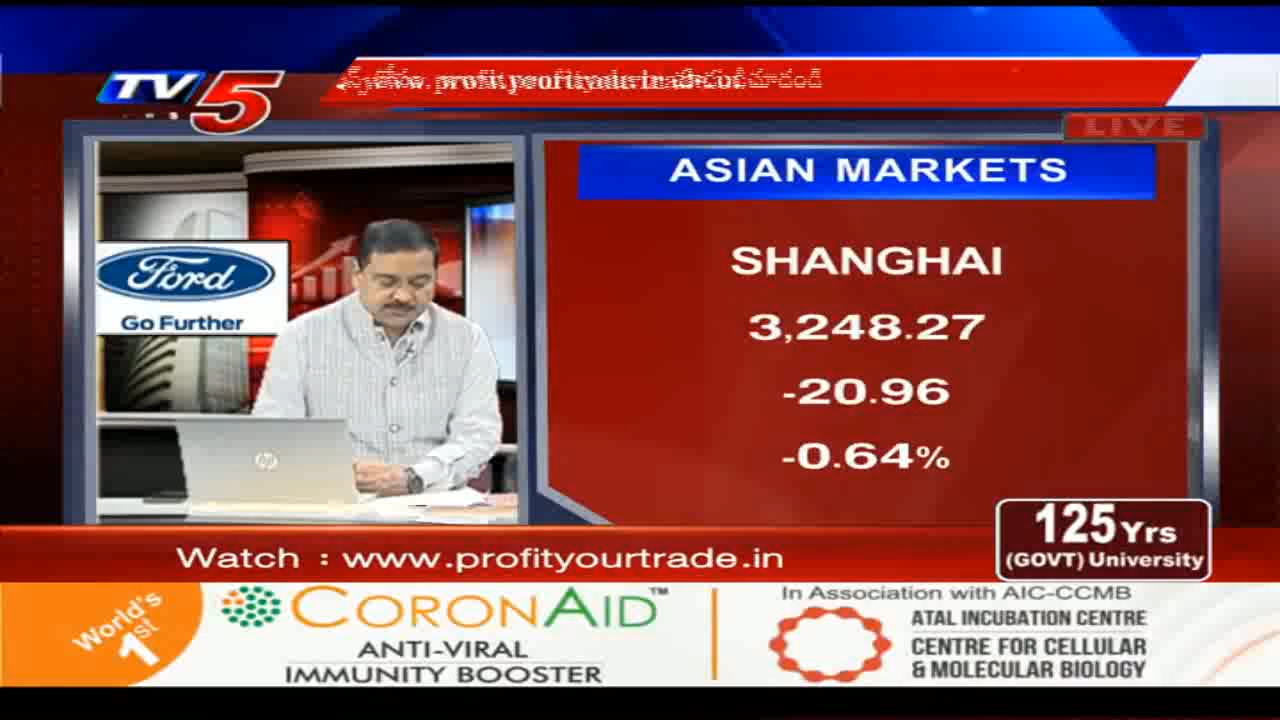 TV5
LIVE
ASIAN MARKETS
SHANGHAI
3,248.27
-20.96
-0.64%
Ford
Go Further
hp
125 Yrs
(GOVT) University
Watch : www.profityourtrade.in
World's
1st
CORONAID™
ANTI-VIRAL
IMMUNITY BOOSTER
In Association with AIC-CCMB
ATAL INCUBATION CENTRE
CENTRE FOR CELLULAR
& MOLECULAR BIOLOGY